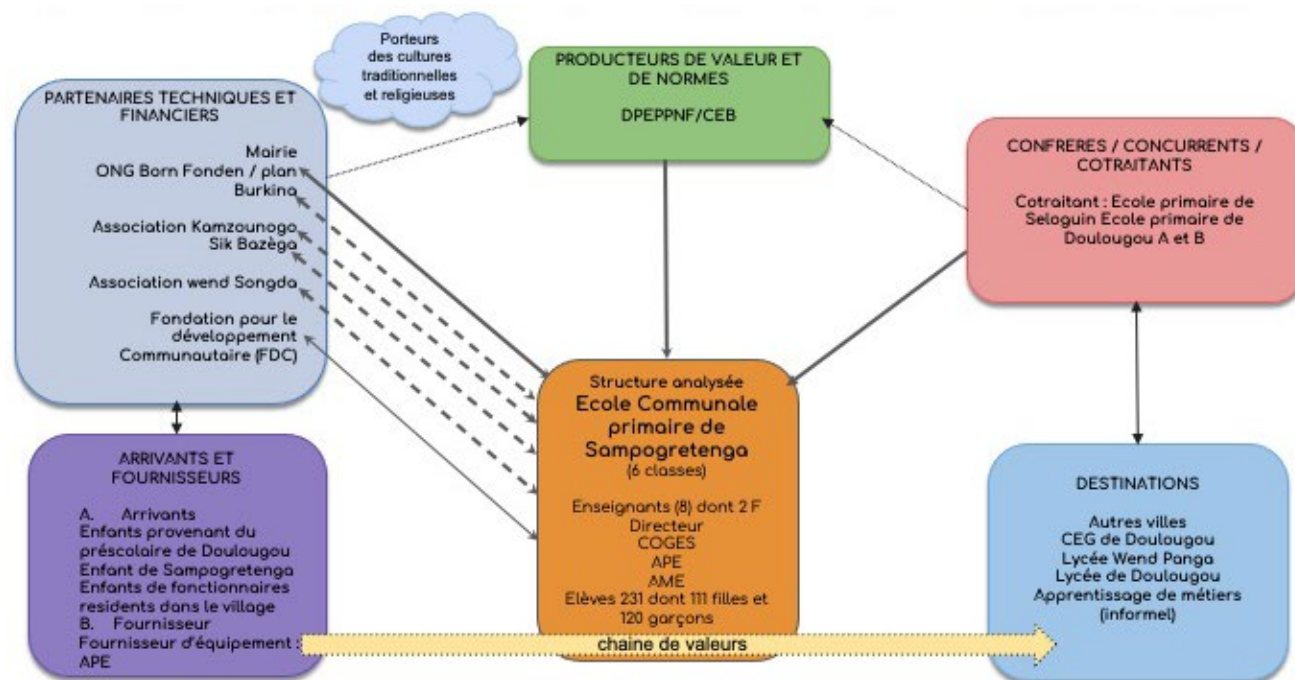 Porteurs
des cultures
traditionnelles
et religieuses
PARTENAIRES TECHNIQUES ET
FINANCIERS
Mairie
ONG Born Fonden / plan
Burkina
Association Kamzounogo
Sik Bazèga
Association wend Songda
Fondation pour le
développement
Communautaire (FDC)
PRODUCTEURS DE VALEUR ET
DE NORMES
DPEPPNF/CEB
CONFRERES / CONCURRENTS /
COTRAITANTS
Cotraitant : Ecole primaire de
Seloguin Ecole primaire de
Doulougou A et B
Structure analysée
Ecole Communale
primaire de
Sampogretenga
(6 classes)
Enseignants (8) dont 2 F
Directeur
COGES
APE
AME
Elèves 231 dont 111 filles et
120 garçons
ARRIVANTS ET
FOURNISSEURS
A. Arrivants
Enfants provenant du
préscolaire de Doulougou
Enfant de Sampogretenga
Enfants de fonctionnaires
residents dans le village
B. Fournisseur
Fournisseur d'équipement :
APE
chaine de valeurs
DESTINATIONS
Autres villes
CEG de Doulougou
Lycée Wend Panga
Lycée de Doulougou
Apprentissage de métiers
(informel)